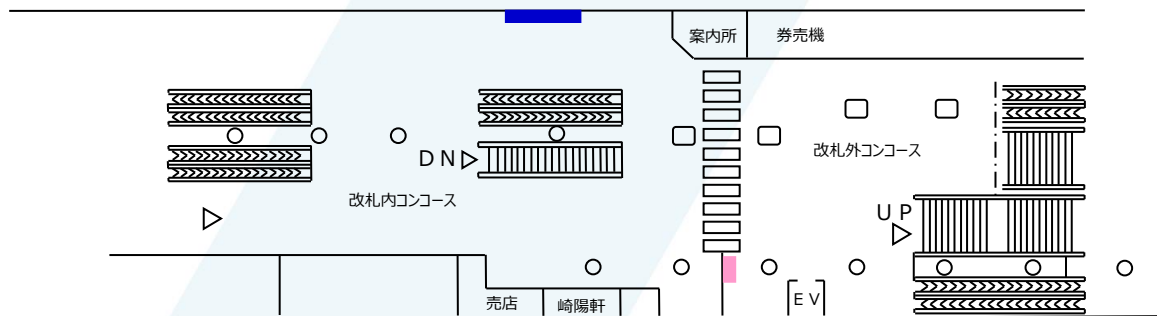 案内所
券売機
改札外コンコース
ＤＮ
改札内コンコース
ＵＰ
売店
崎陽軒
ＥＶ